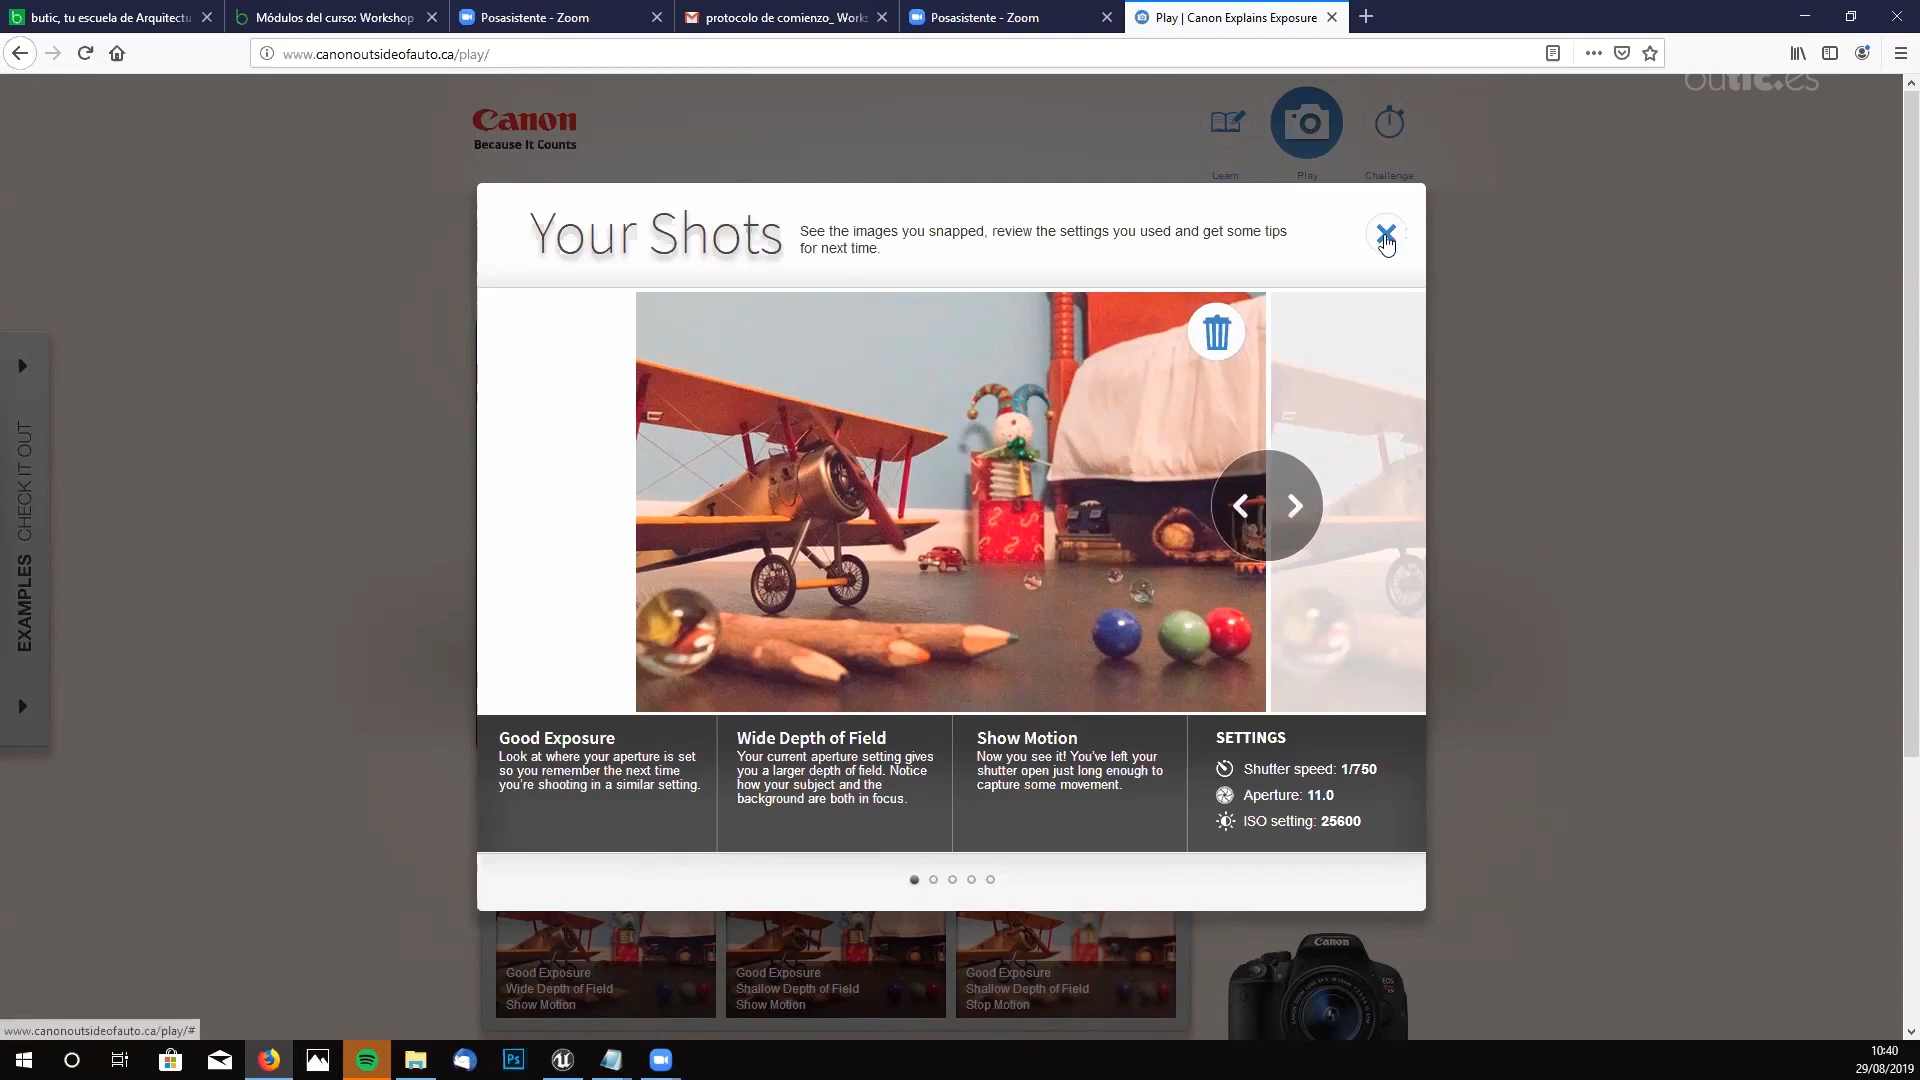 butic, tu escuela de Arquitectu
Módulos del curso: Workshop
Posasistente - Zoom
protocolo de comienzo_ Work
Posasistente - Zoom
Play | Canon Explains Exposure
www.canonoutsideofauto.ca/play/
butic.es
Canon
Because It Counts
Learn
Play
Challenge
Your Shots
See the images you snapped, review the settings you used and get some tips
for next time.
EXAMPLES CHECK IT OUT
Good Exposure
Look at where your aperture is set
so you remember the next time
you're shooting in a similar setting.
Wide Depth of Field
Your current aperture setting gives
you a larger depth of field. Notice
how your subject and the
background are both in focus.
Show Motion
Now you see it! You've left your
shutter open just long enough to
capture some movement.
SETTINGS
Shutter speed: 1/750
Aperture: 11.0
ISO setting: 25600
Good Exposure
Wide Depth of Field
Show Motion
Good Exposure
Shallow Depth of Field
Show Motion
Good Exposure
Shallow Depth of Field
Stop Motion
Canon
www.canonoutsideofauto.ca/play/#
Ps
10:40
29/08/2019